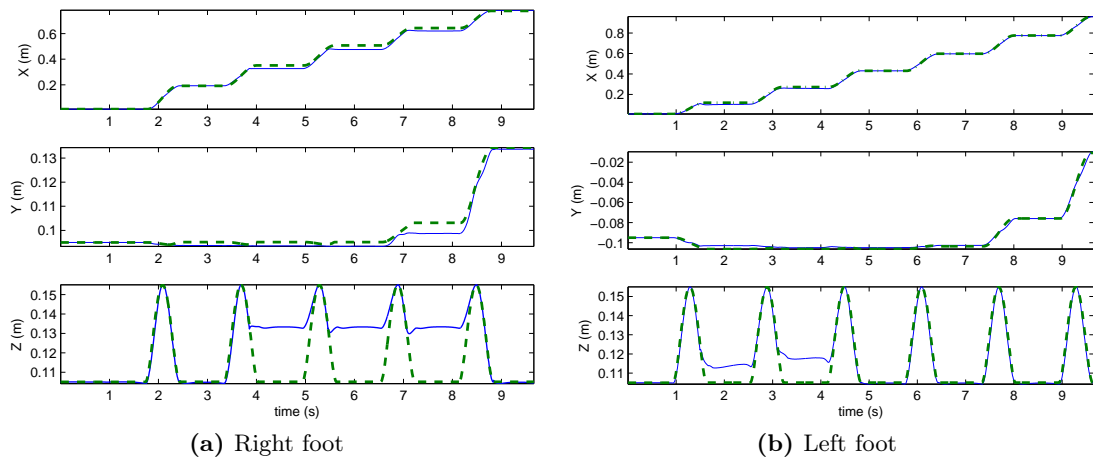 X (m)
0.6
0.4
0.2
1 2 3 4 5 6 7 8 9
Y (m)
0.13
0.12
0.11
0.1
1 2 3 4 5 6 7 8 9
Z (m)
0.15
0.14
0.13
0.12
0.11
1 2 3 4 5 6 7 8 9
time (s)
(a) Right foot
X (m)
0.8
0.6
0.4
0.2
1 2 3 4 5 6 7 8 9
Y (m)
−0.02
−0.04
−0.06
−0.08
−0.1
1 2 3 4 5 6 7 8 9
Z (m)
0.15
0.14
0.13
0.12
0.11
1 2 3 4 5 6 7 8 9
time (s)
(b) Left foot